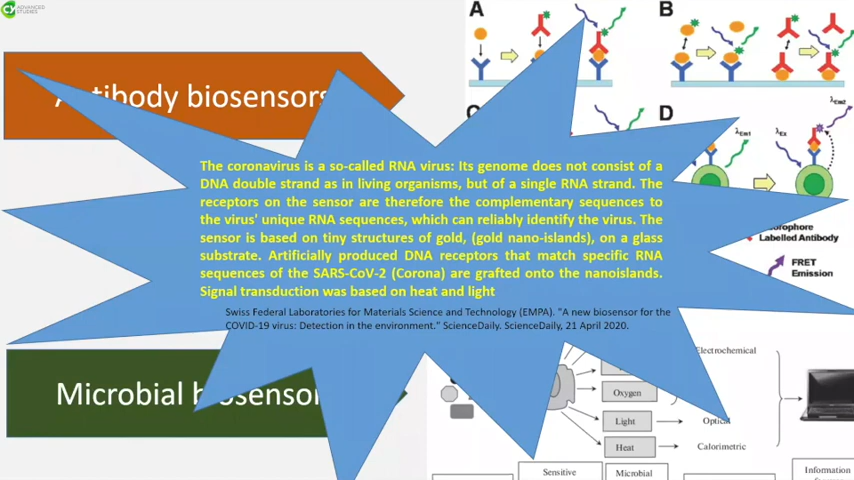 CX ADVANCED
STUDIES
A
B
Antibody biosensors
D
λEm1
λEx
λEm2
The coronavirus is a so-called RNA virus: Its genome does not consist of a
DNA double strand as in living organisms, but of a single RNA strand. The
receptors on the sensor are therefore the complementary sequences to
the virus' unique RNA sequences, which can reliably identify the virus. The
sensor is based on tiny structures of gold, (gold nano-islands), on a glass
substrate. Artificially produced DNA receptors that match specific RNA
sequences of the SARS-CoV-2 (Corona) are grafted onto the nanoislands.
Signal transduction was based on heat and light
Labelled Antibody
FRET
Emission
Swiss Federal Laboratories for Materials Science and Technology (EMPA). "A new biosensor for the
COVID-19 virus: Detection in the environment." ScienceDaily. ScienceDaily, 21 April 2020.
Microbial biosensor
Electrochemical
Oxygen
Light
Heat
Calorimetric
Sensitive
Microbial
Information